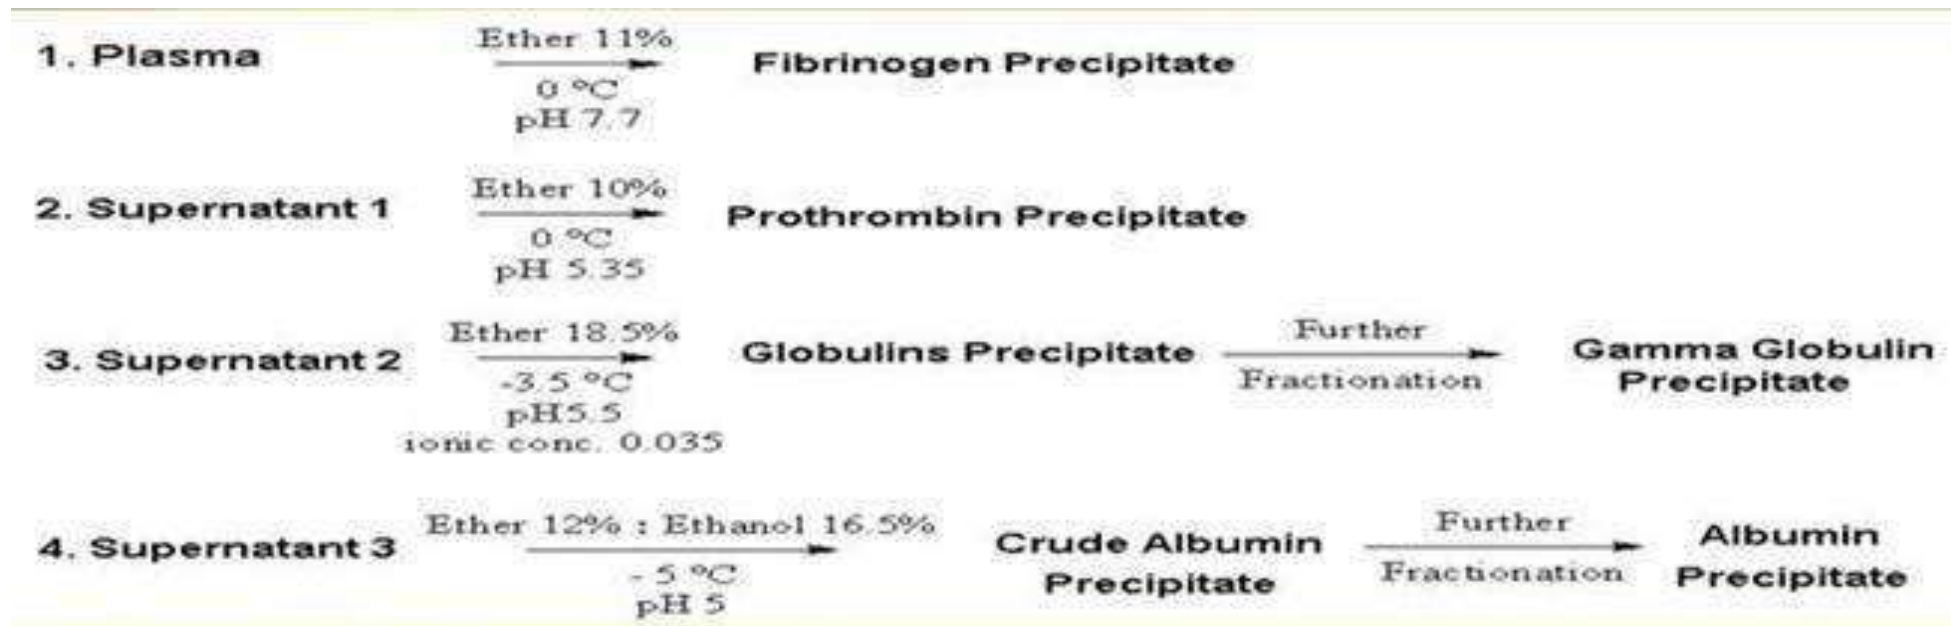 1. Plasma
Ether 11%
0 °C
pH 7.7
Fibrinogen Precipitate
2. Supernatant 1
Ether 10%
0 °C
pH 5.35
Prothrombin Precipitate
3. Supernatant 2
Ether 18.5%
-3 5 °C
pH5.5
ionic conc. 0.035
Globulins Precipitate
Further
Fractionation
Gamma Globulin
Precipitate
4. Supernatant 3
Ether 12% : Ethanol 16.5%
- 5 °C
pH 5
Crude Albumin
Precipitate
Further
Fractionation
Albumin
Precipitate